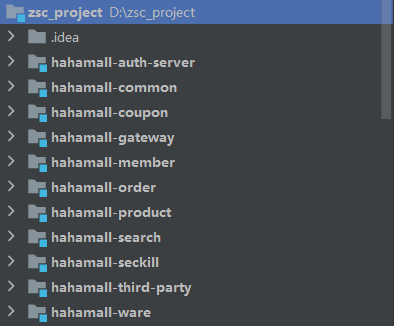 zsc_project D:\zsc_project
.idea
hahamall-auth-server
hahamall-common
hahamall-coupon
hahamall-gateway
hahamall-member
hahamall-order
hahamall-product
hahamall-search
hahamall-seckill
hahamall-third-party
hahamall-ware